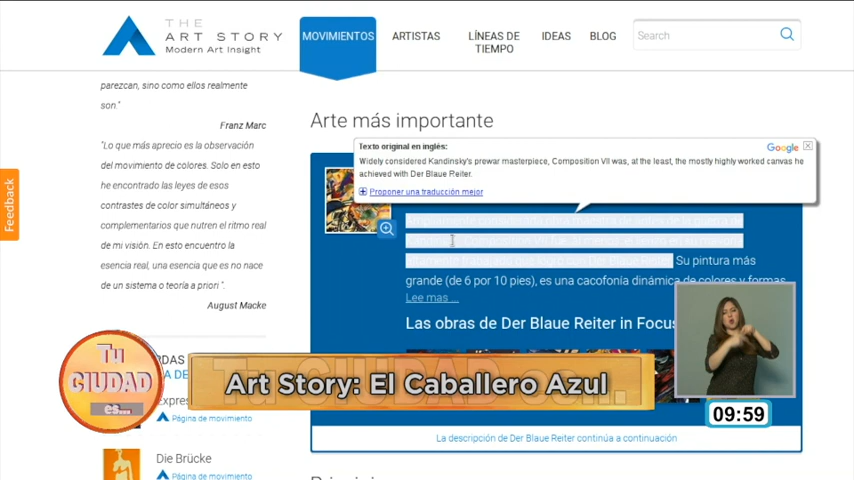 THE
ART STORY
Modern Art Insight
MOVIMIENTOS
ARTISTAS
LÍNEAS DE
TIEMPO
IDEAS
BLOG
Search
parezcan, sino como ellos realmente
son."
Franz Marc
"Lo que más aprecio es la observación
del movimiento de colores. Solo en esto
he encontrado las leyes de esos
contrastes de color simultáneos y
complementarios que nutren el ritmo real
de mi visión. En esto encuentro la
esencia real, una esencia que es no nace
de un sistema o teoría a priori ".
August Macke
Feedback
Arte más importante
Texto original en inglés:
Google
Widely considered Kandinsky's prewar masterpiece, Composition VII was, at the least, the mostly highly worked canvas he
achieved with Der Blaue Reiter.
Proponer una traducción mejor
Su pintura más
grande (de 6 por 10 pies), es una cacofonía dinámica de colores y formas
Lee mas ...
Las obras de Der Blaue Reiter in Focus
Tu
CIUDAD
es...
Art Story: El Caballero Azul
09:59
Página de movimiento
Die Brücke
Página de movimiento
La descripción de Der Blaue Reiter continúa a continuación